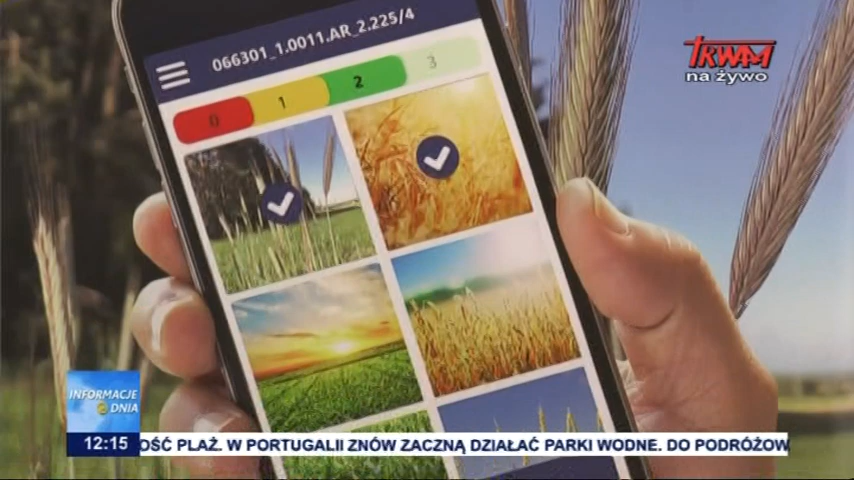 066301_1.0011.AR_2.225/4
0 1 2 3
TRWAM
na żywo
INFORMACJE
DNIA
12:15 OŚĆ PLAŻ. W PORTUGALII ZNÓW ZACZNĄ DZIAŁAĆ PARKI WODNE. DO PODRÓŻOW